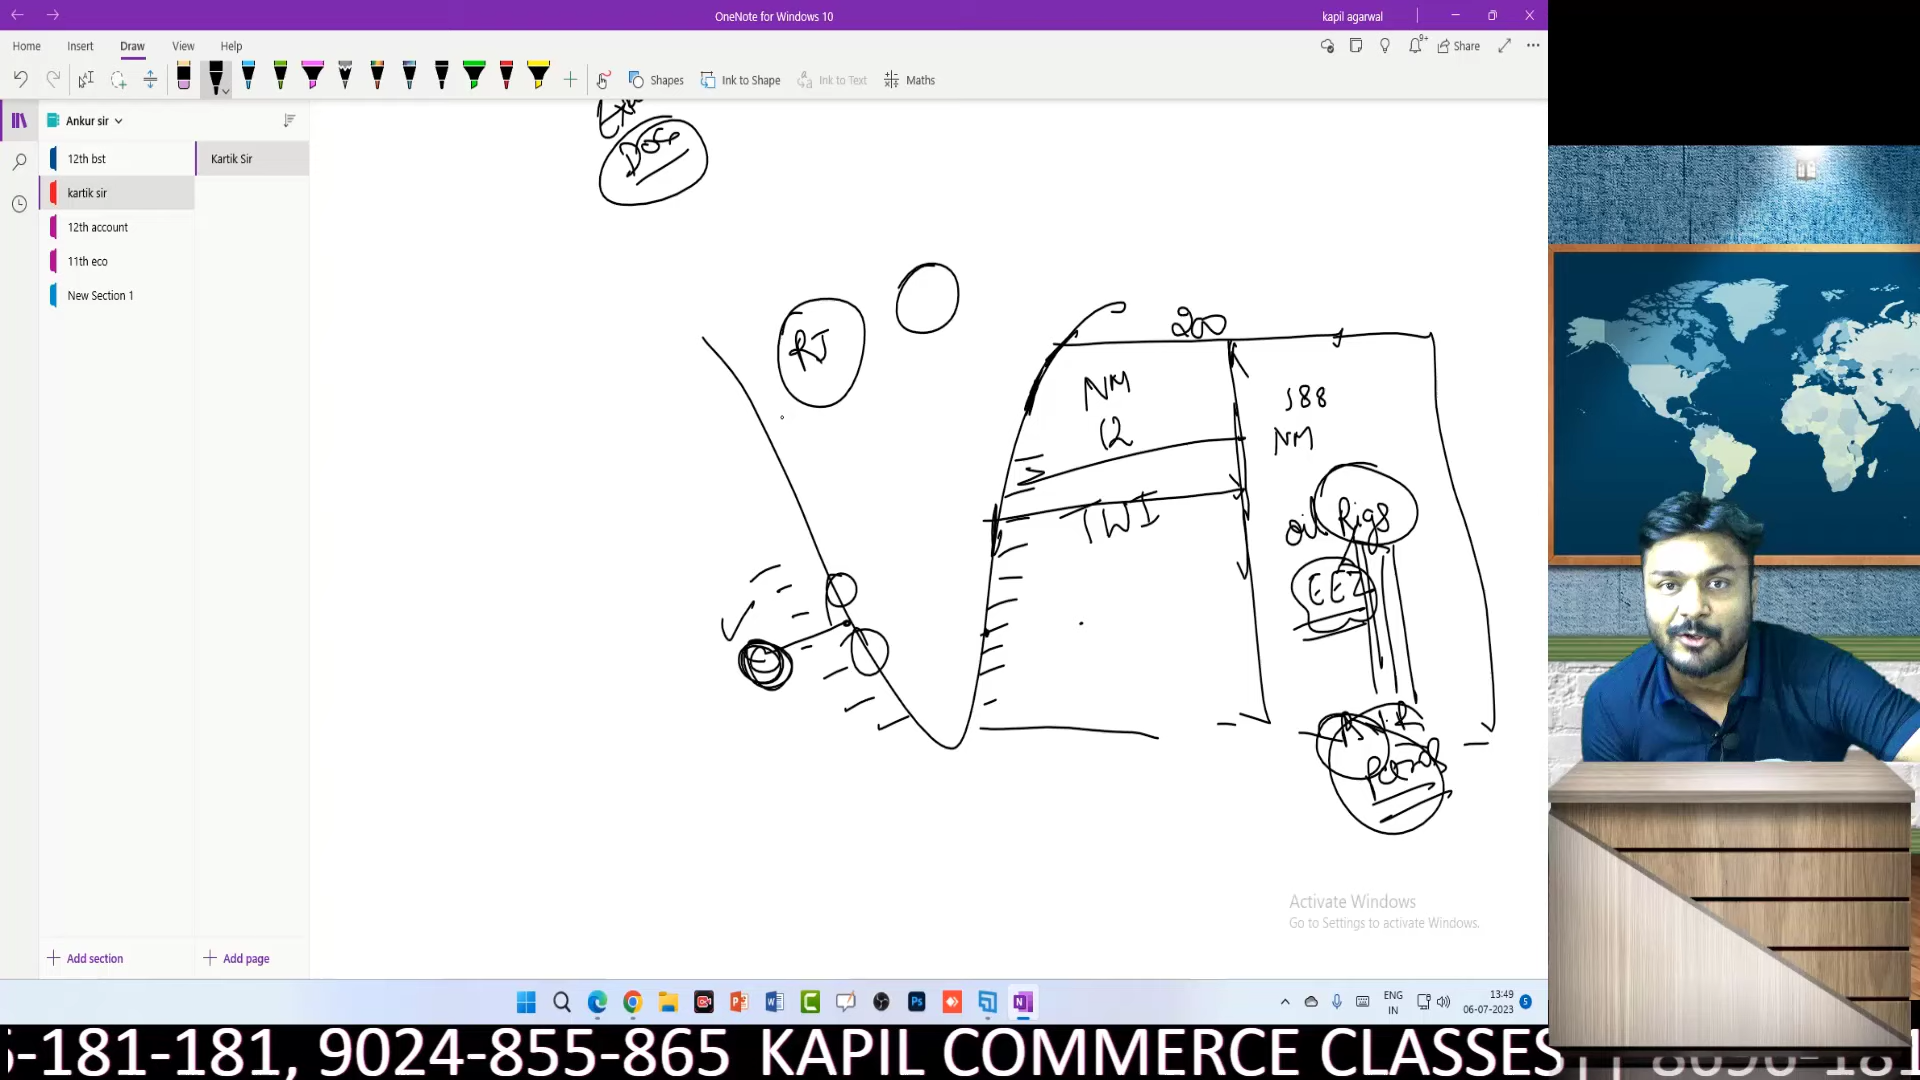 OneNote for Windows 10
kapil agarwal
Home Insert Draw View Help
9+
Share
Shapes
Ink to Shape
Ink to Text
Maths
Ankur sir
12th bst
kartik sir
12th account
11th eco
New Section 1
Kartik Sir
200
RJ
NM
12
188
NM
TWI
oil Rigs
EEZ
Activate Windows
Go to Settings to activate Windows.
Add section
Add page
ENG
IN
13:49
06-07-2023
5
-181-181, 9024-855-865 KAPIL COMMERCE CLASSES